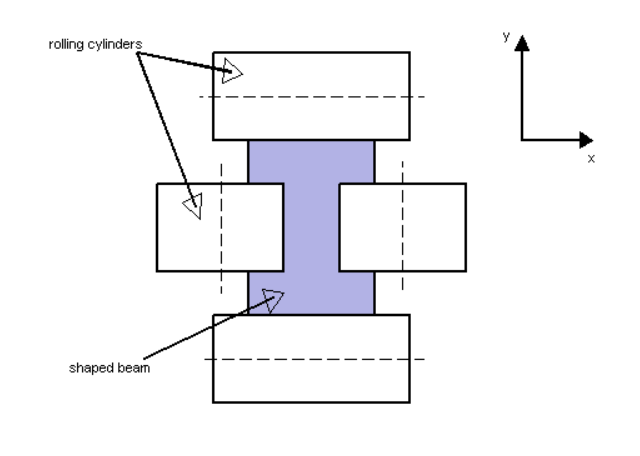 rolling cylinders
y
x
shaped beam